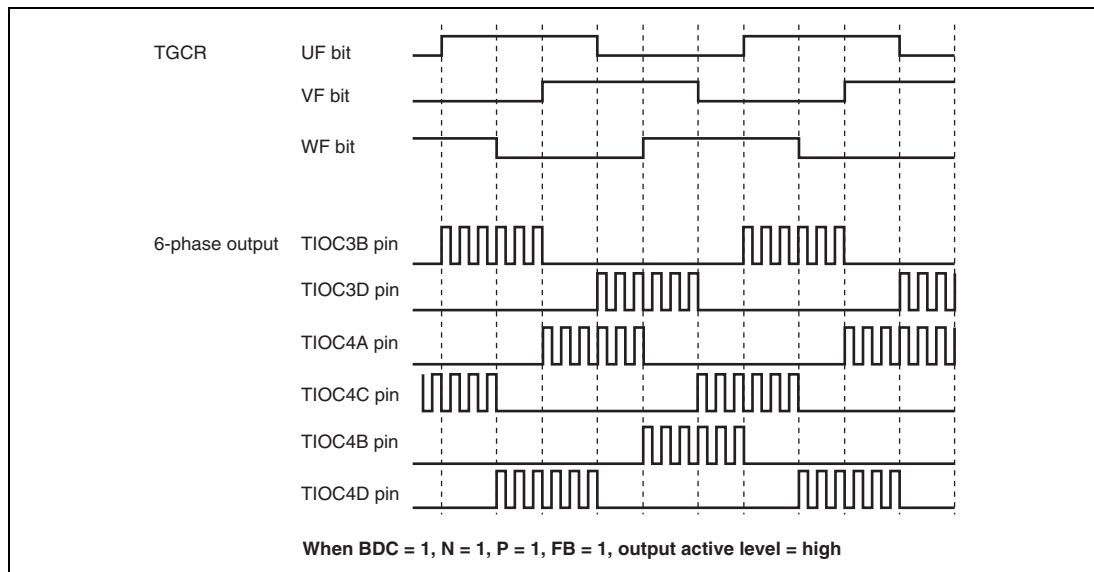 TGCR UF bit
VF bit
WF bit
6-phase output TIOC3B pin
TIOC3D pin
TIOC4A pin
TIOC4C pin
TIOC4B pin
TIOC4D pin
When BDC = 1, N = 1, P = 1, FB = 1, output active level = high